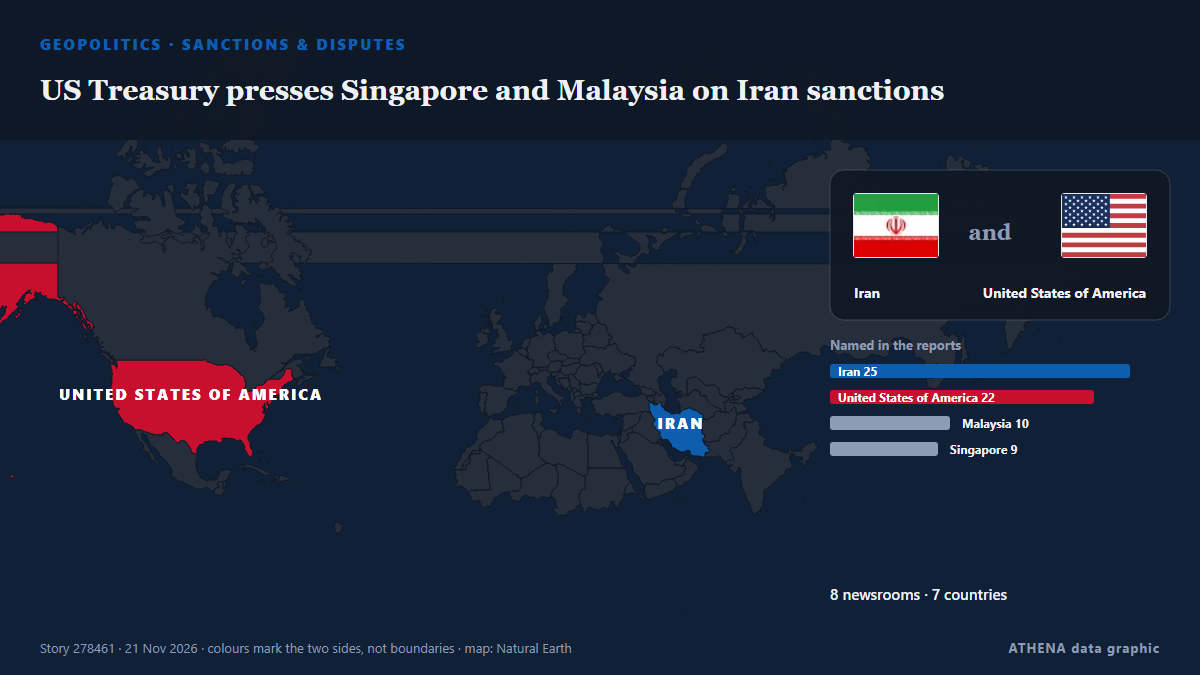 GEOPOLITICS · SANCTIONS & DISPUTES
US Treasury presses Singapore and Malaysia on Iran sanctions
and
Iran
United States of America
Named in the reports
Iran 25
United States of America 22
Malaysia 10
Singapore 9
UNITED STATES OF AMERICA
IRAN
8 newsrooms · 7 countries
Story 278461 · 21 Nov 2026 · colours mark the two sides, not boundaries · map: Natural Earth
ATHENA data graphic